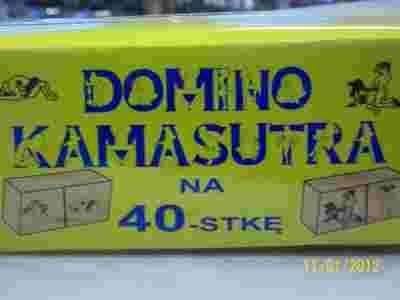 DOMINO
KAMASUTRA
NA
40-STKĘ
11/01/2012